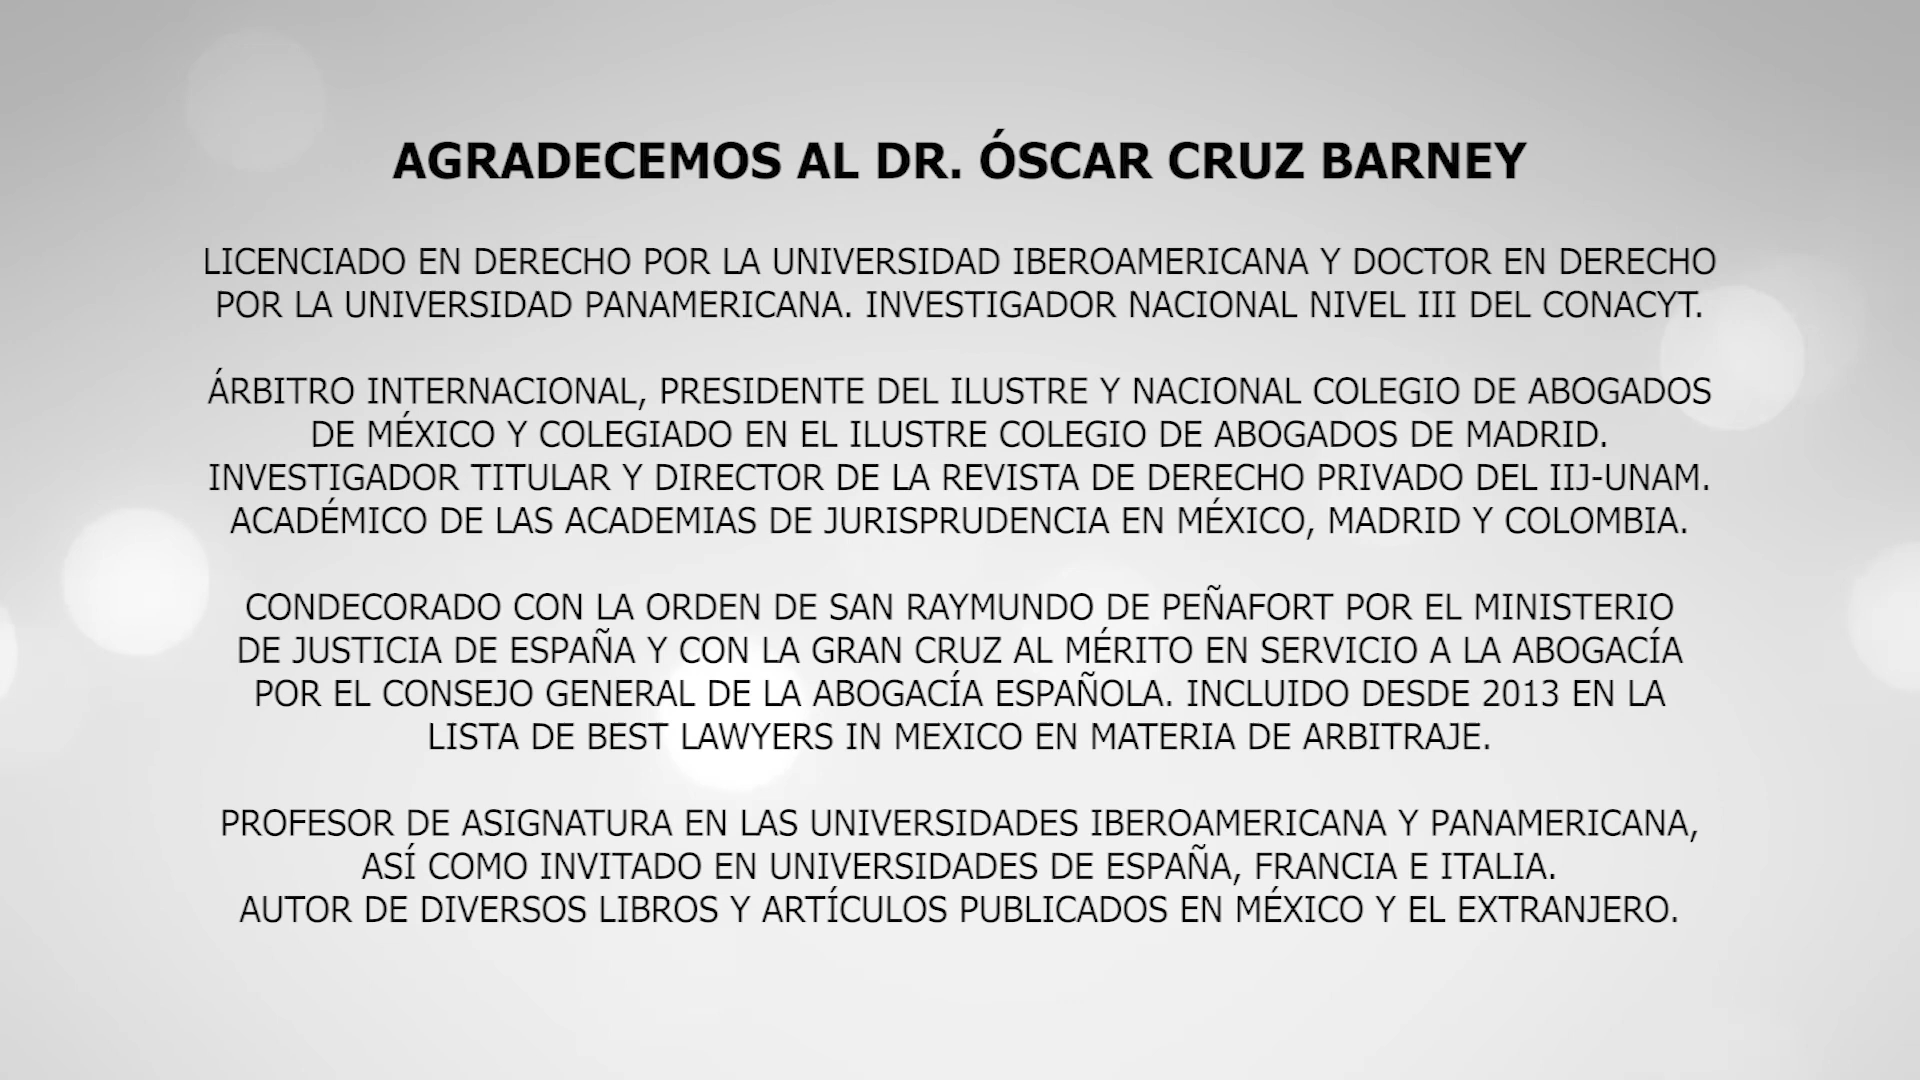 AGRADECEMOS AL DR. ÓSCAR CRUZ BARNEY
LICENCIADO EN DERECHO POR LA UNIVERSIDAD IBEROAMERICANA Y DOCTOR EN DERECHO
POR LA UNIVERSIDAD PANAMERICANA. INVESTIGADOR NACIONAL NIVEL III DEL CONACYT.
ÁRBITRO INTERNACIONAL, PRESIDENTE DEL ILUSTRE Y NACIONAL COLEGIO DE ABOGADOS
DE MÉXICO Y COLEGIADO EN EL ILUSTRE COLEGIO DE ABOGADOS DE MADRID.
INVESTIGADOR TITULAR Y DIRECTOR DE LA REVISTA DE DERECHO PRIVADO DEL IIJ-UNAM.
ACADÉMICO DE LAS ACADEMIAS DE JURISPRUDENCIA EN MÉXICO, MADRID Y COLOMBIA.
CONDECORADO CON LA ORDEN DE SAN RAYMUNDO DE PEÑAFORT POR EL MINISTERIO
DE JUSTICIA DE ESPAÑA Y CON LA GRAN CRUZ AL MÉRITO EN SERVICIO A LA ABOGACÍA
POR EL CONSEJO GENERAL DE LA ABOGACÍA ESPAÑOLA. INCLUIDO DESDE 2013 EN LA
LISTA DE BEST LAWYERS IN MEXICO EN MATERIA DE ARBITRAJE.
PROFESOR DE ASIGNATURA EN LAS UNIVERSIDADES IBEROAMERICANA Y PANAMERICANA,
ASÍ COMO INVITADO EN UNIVERSIDADES DE ESPAÑA, FRANCIA E ITALIA.
AUTOR DE DIVERSOS LIBROS Y ARTÍCULOS PUBLICADOS EN MÉXICO Y EL EXTRANJERO.